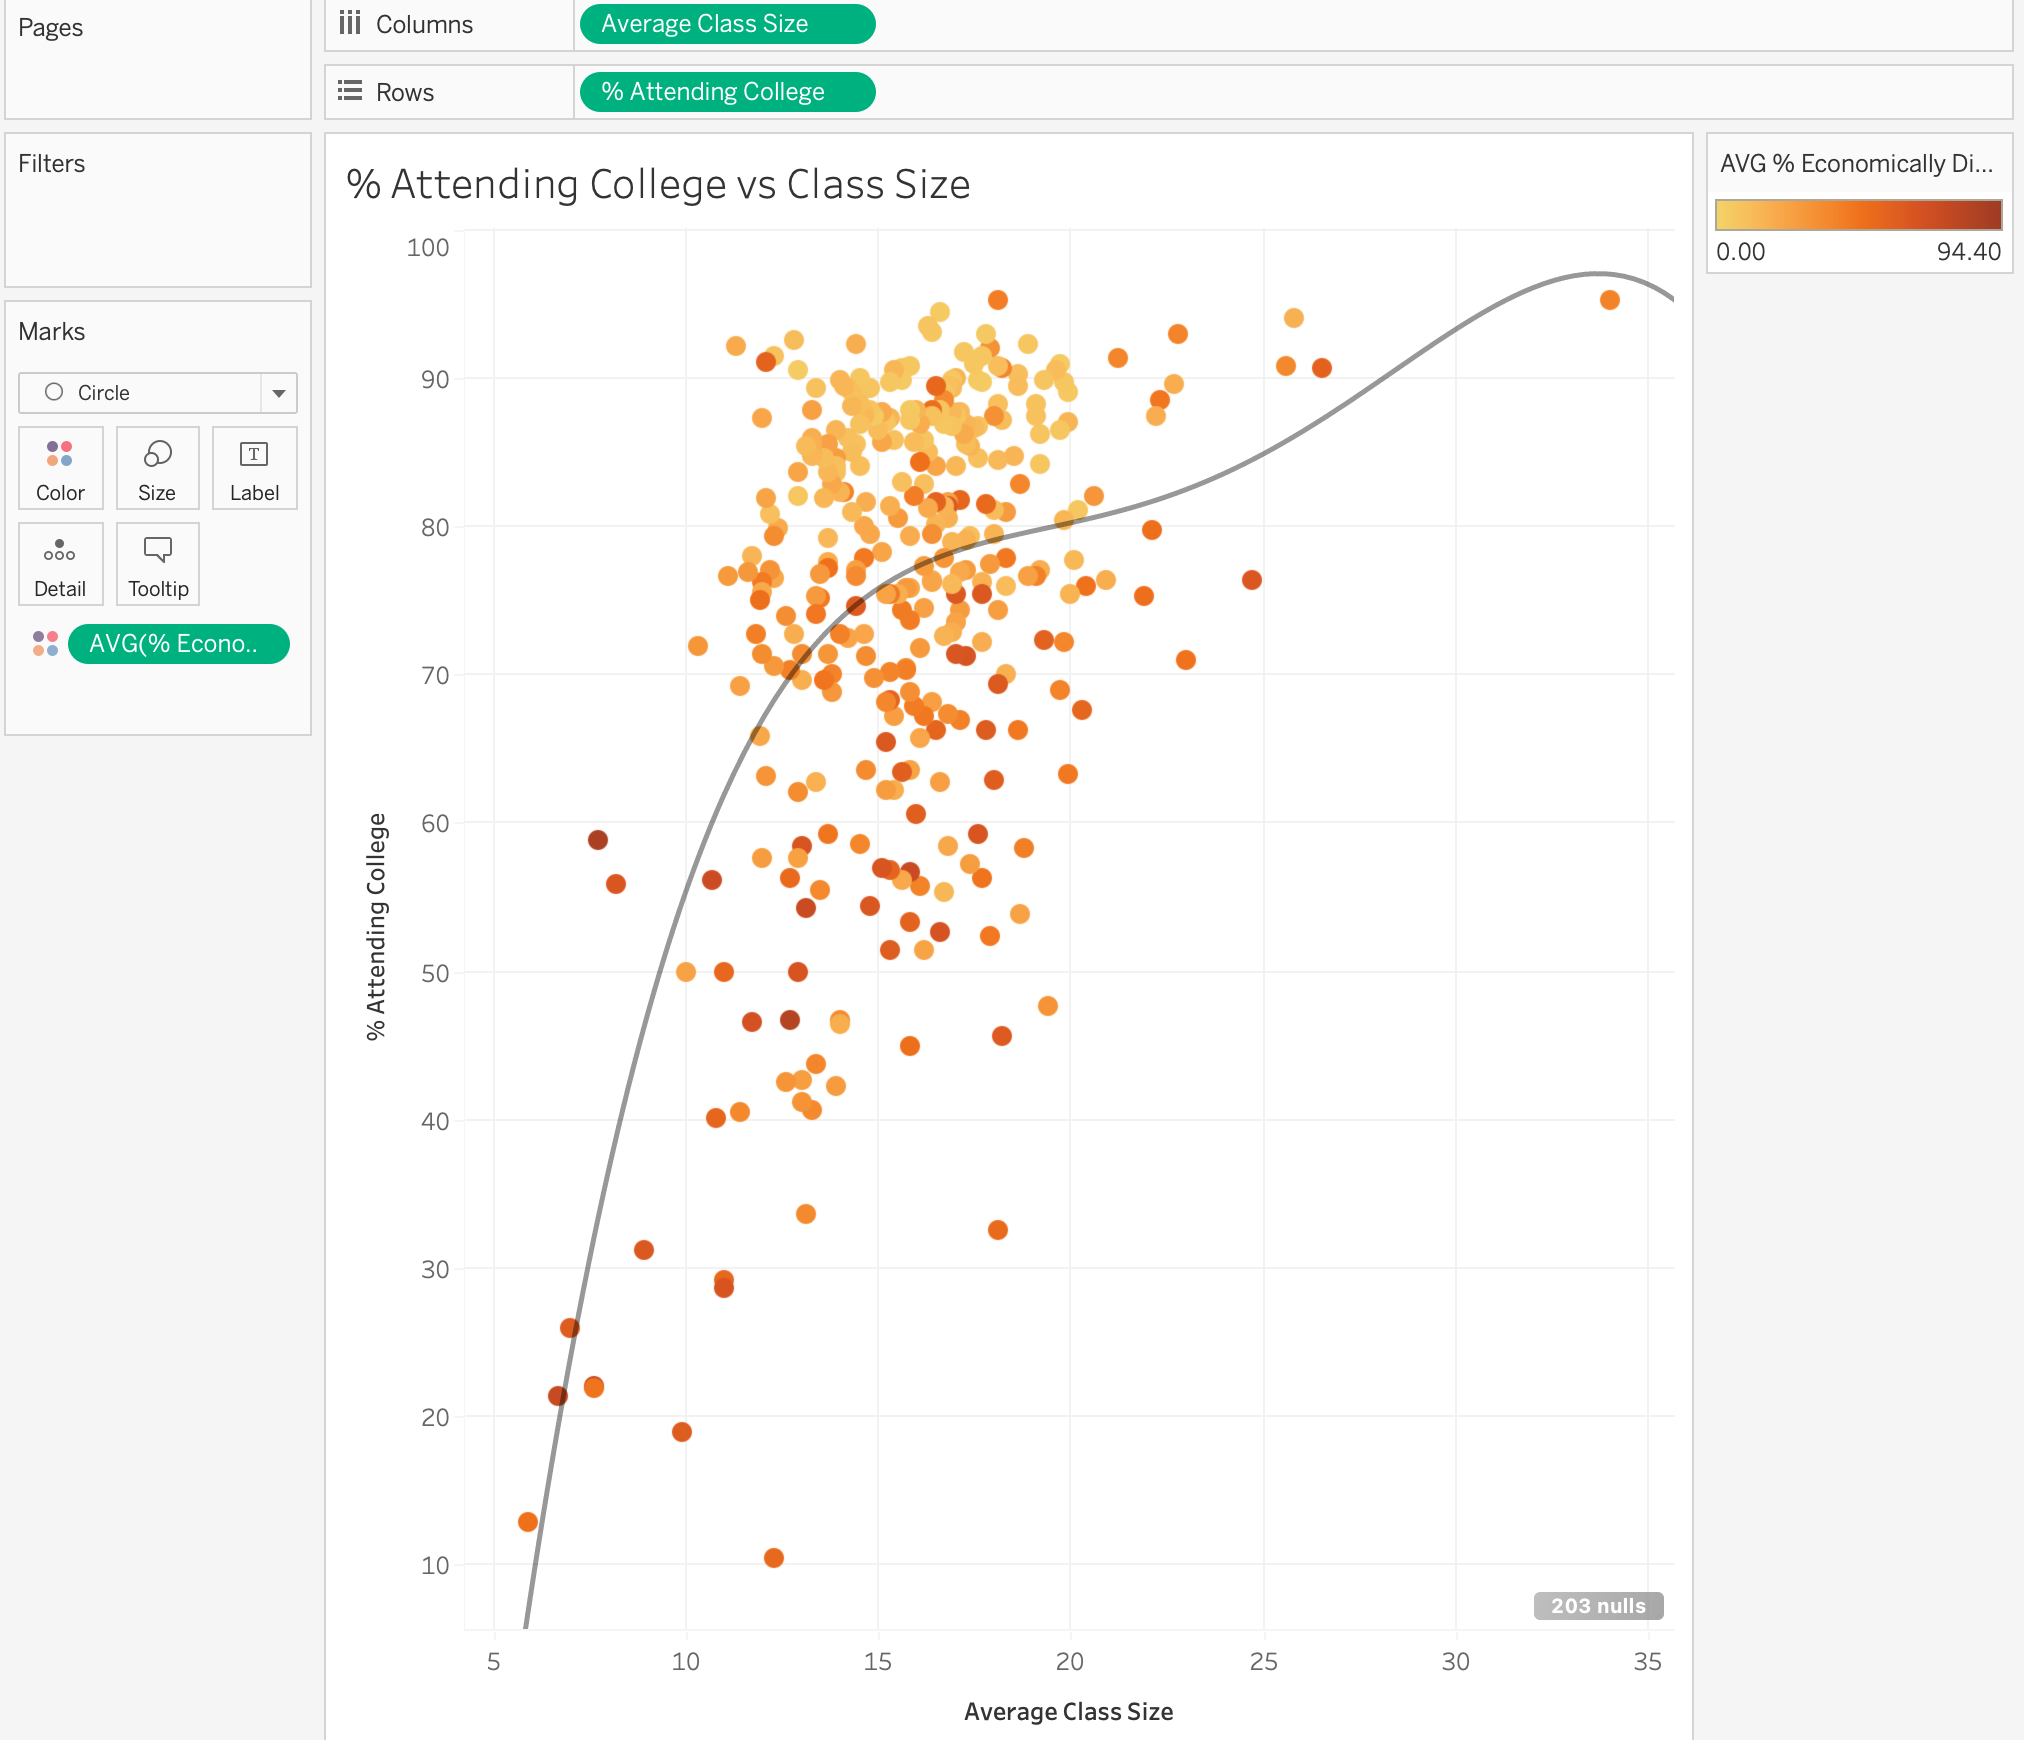 Pages
Columns
Average Class Size
Rows
% Attending College
Filters
Marks
Circle
Color
Size
T
Label
Detail
Tooltip
AVG(% Econo..
% Attending College vs Class Size
100
90
80
70
60
50
40
30
20
10
% Attending College
203 nulls
5
10
15
20
25
30
35
Average Class Size
AVG % Economically Di...
0.00
94.40